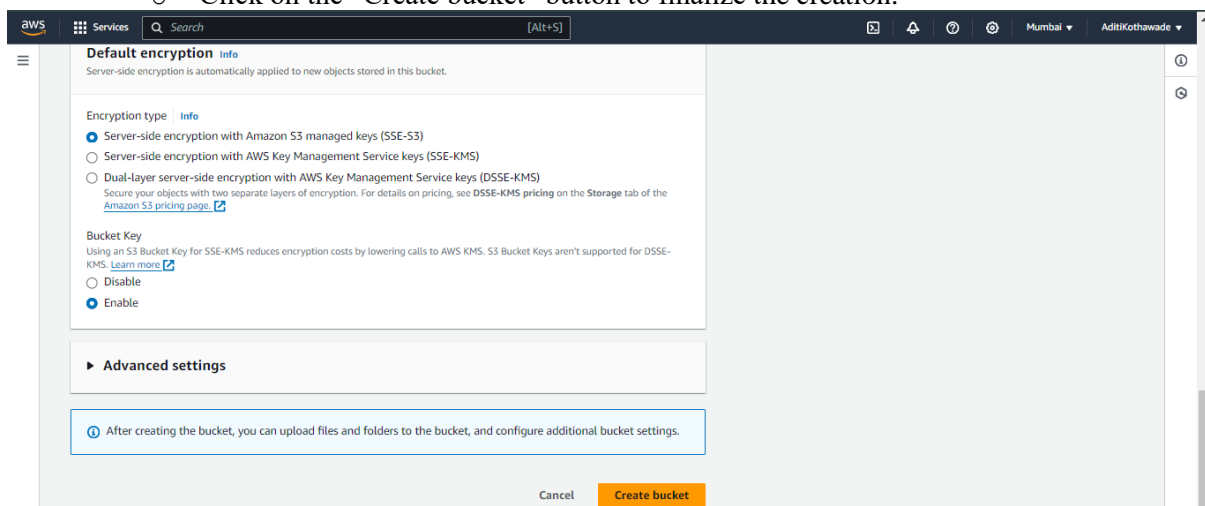 ○ Click on the "Create bucket" button to finalize the creation.
aws Services Search [Alt+S] Mumbai AditiKothawade
Default encryption Info
Server-side encryption is automatically applied to new objects stored in this bucket.
Encryption type Info
Server-side encryption with Amazon S3 managed keys (SSE-S3)
Server-side encryption with AWS Key Management Service keys (SSE-KMS)
Dual-layer server-side encryption with AWS Key Management Service keys (DSSE-KMS)
Secure your objects with two separate layers of encryption. For details on pricing, see DSSE-KMS pricing on the Storage tab of the
Amazon S3 pricing page.
Bucket Key
Using an S3 Bucket Key for SSE-KMS reduces encryption costs by lowering calls to AWS KMS. S3 Bucket Keys aren't supported for DSSE-
KMS. Learn more
Disable
Enable
Advanced settings
After creating the bucket, you can upload files and folders to the bucket, and configure additional bucket settings.
Cancel Create bucket